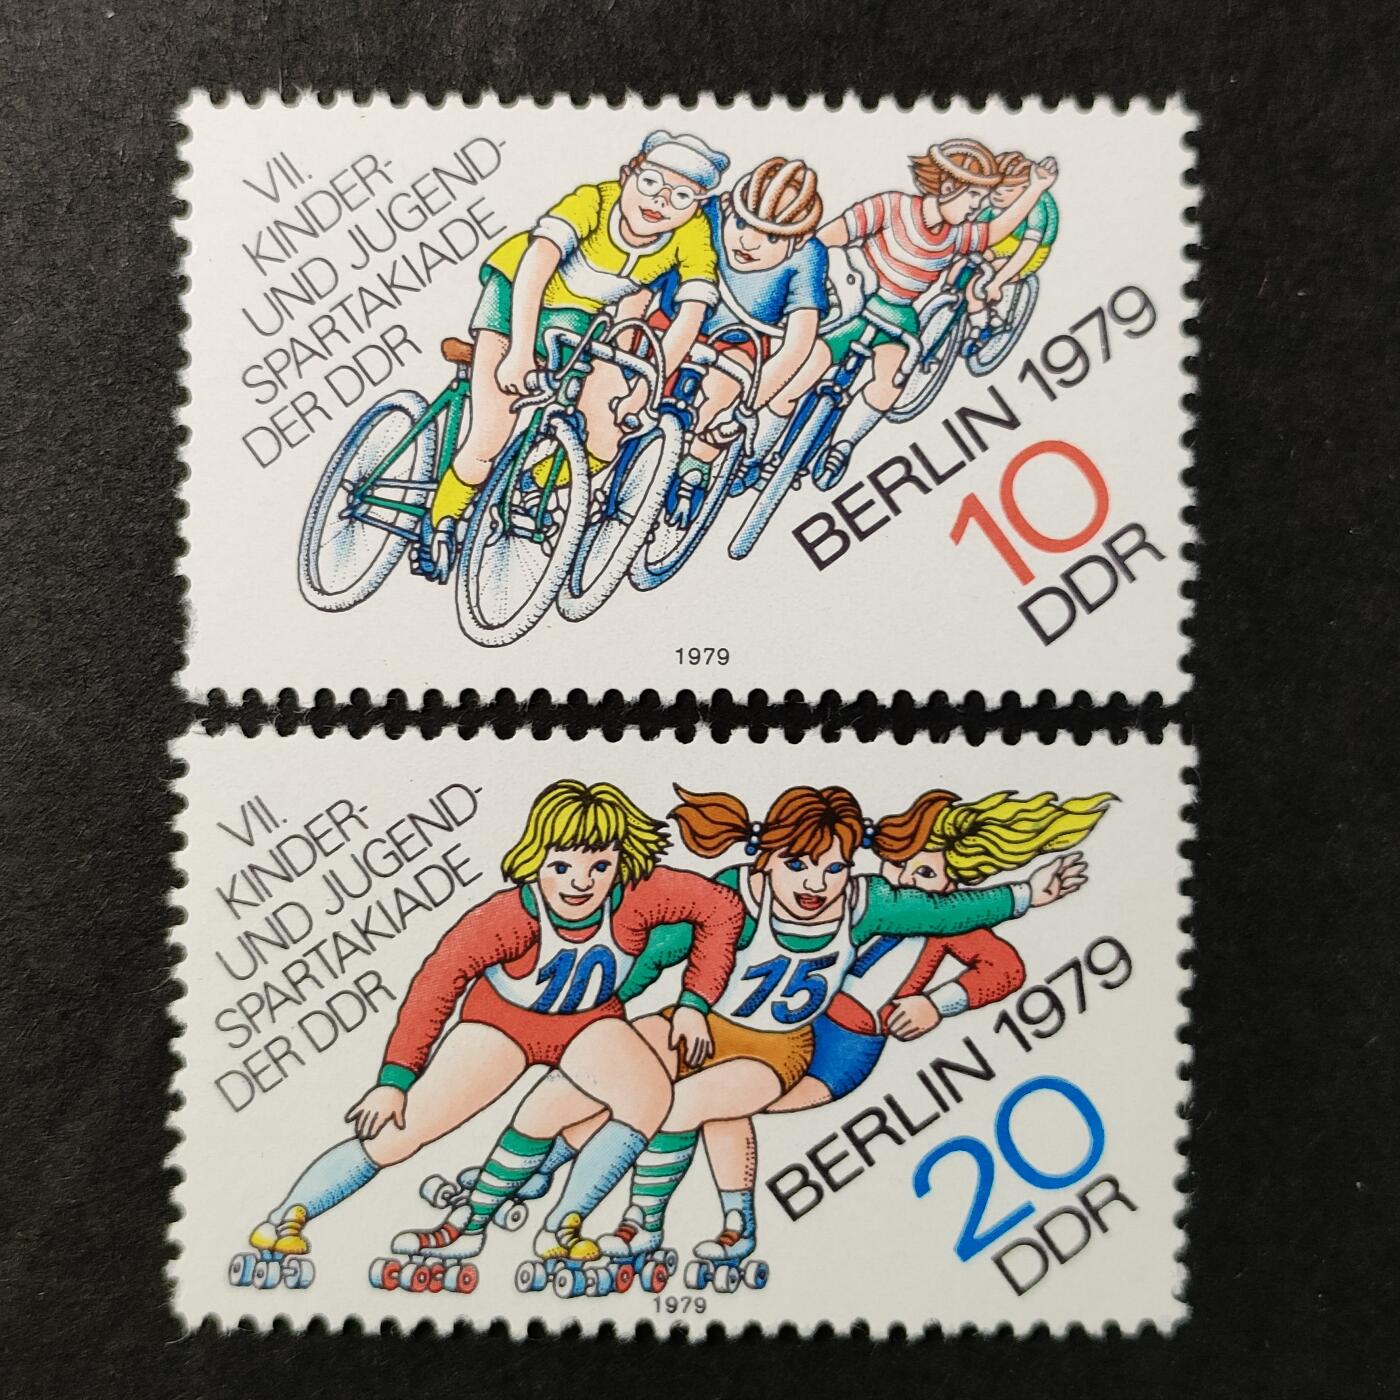 VII.
KINDER-
UND JUGEND-
SPARTAKIADE
DER DDR
BERLIN 1979
10
DDR
1979
VII.
KINDER-
UND JUGEND-
SPARTAKIADE
DER DDR
10
15
BERLIN 1979
20
DDR
1979